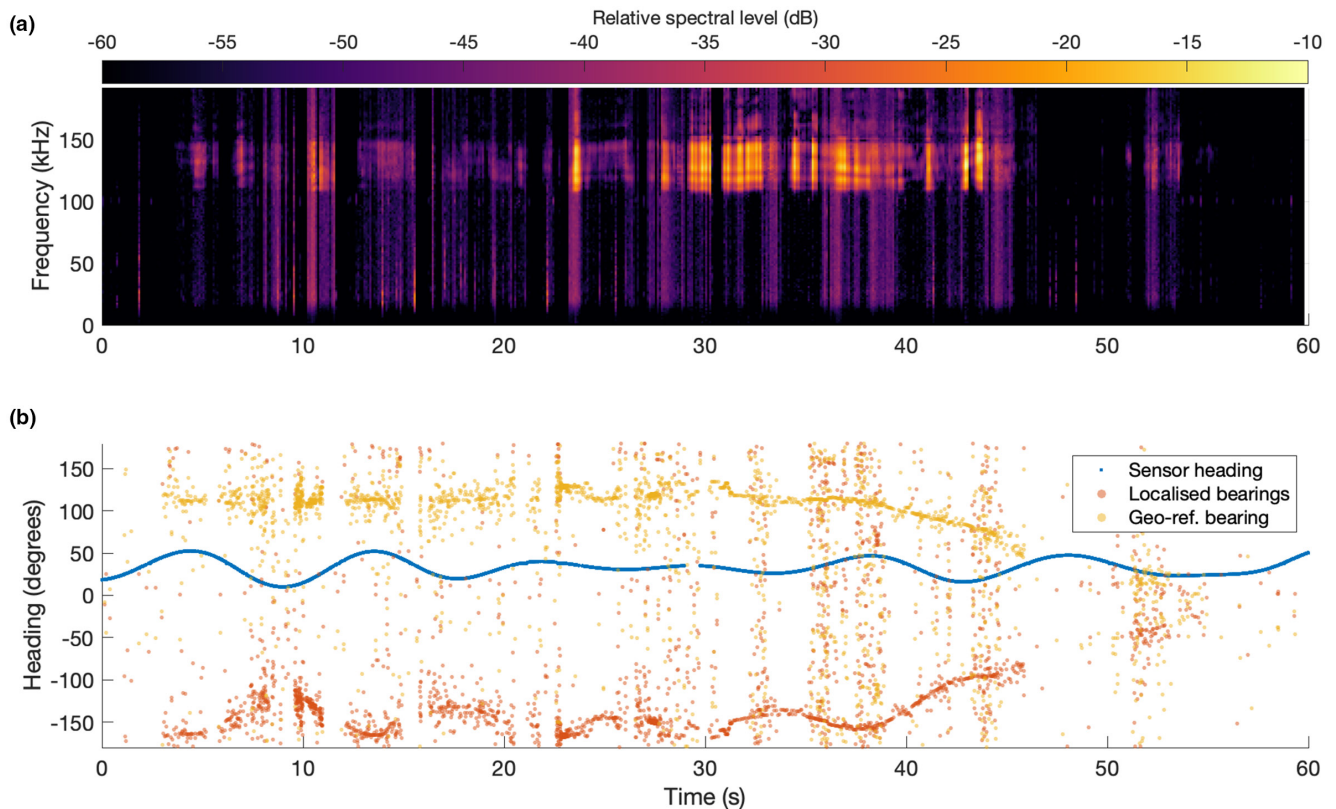 (a)
Relative spectral level (dB)
-60 -55 -50 -45 -40 -35 -30 -25 -20 -15 -10
Frequency (kHz)
150
100
50
0
0 10 20 30 40 50 60
(b)
Heading (degrees)
150
100
50
0
-50
-100
-150
Sensor heading
Localised bearings
Geo-ref. bearing
0 10 20 30 40 50 60
Time (s)